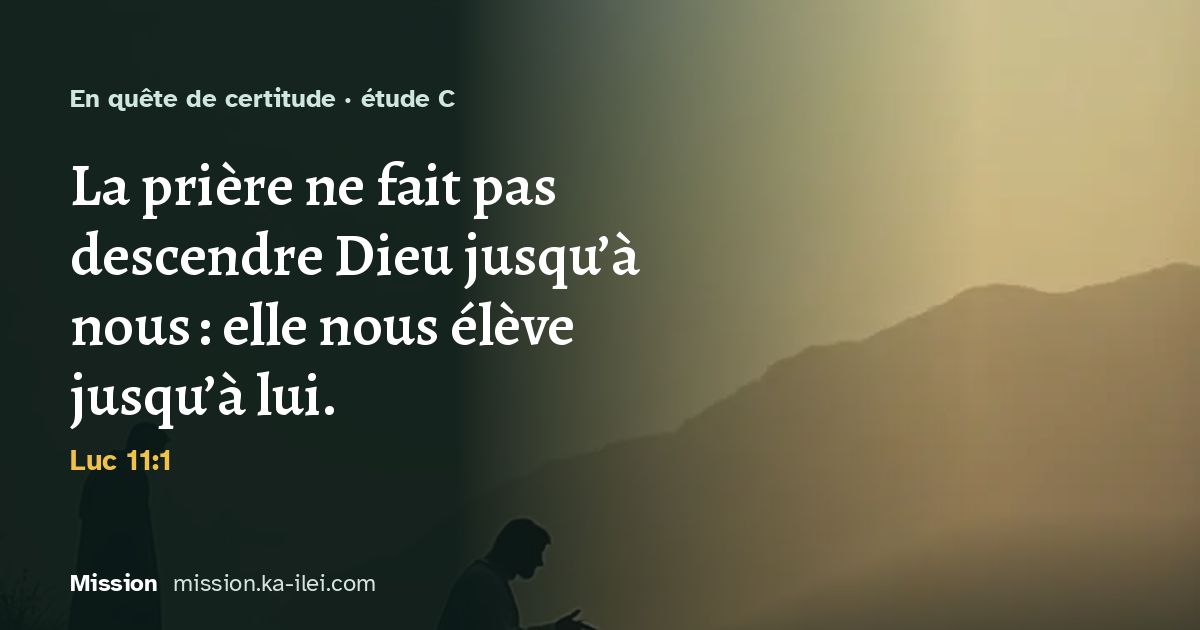 En quête de certitude · étude C
La prière ne fait pas
descendre Dieu jusqu’à
nous : elle nous élève
jusqu’à lui.
Luc 11:1
Mission mission.ka-ilei.com